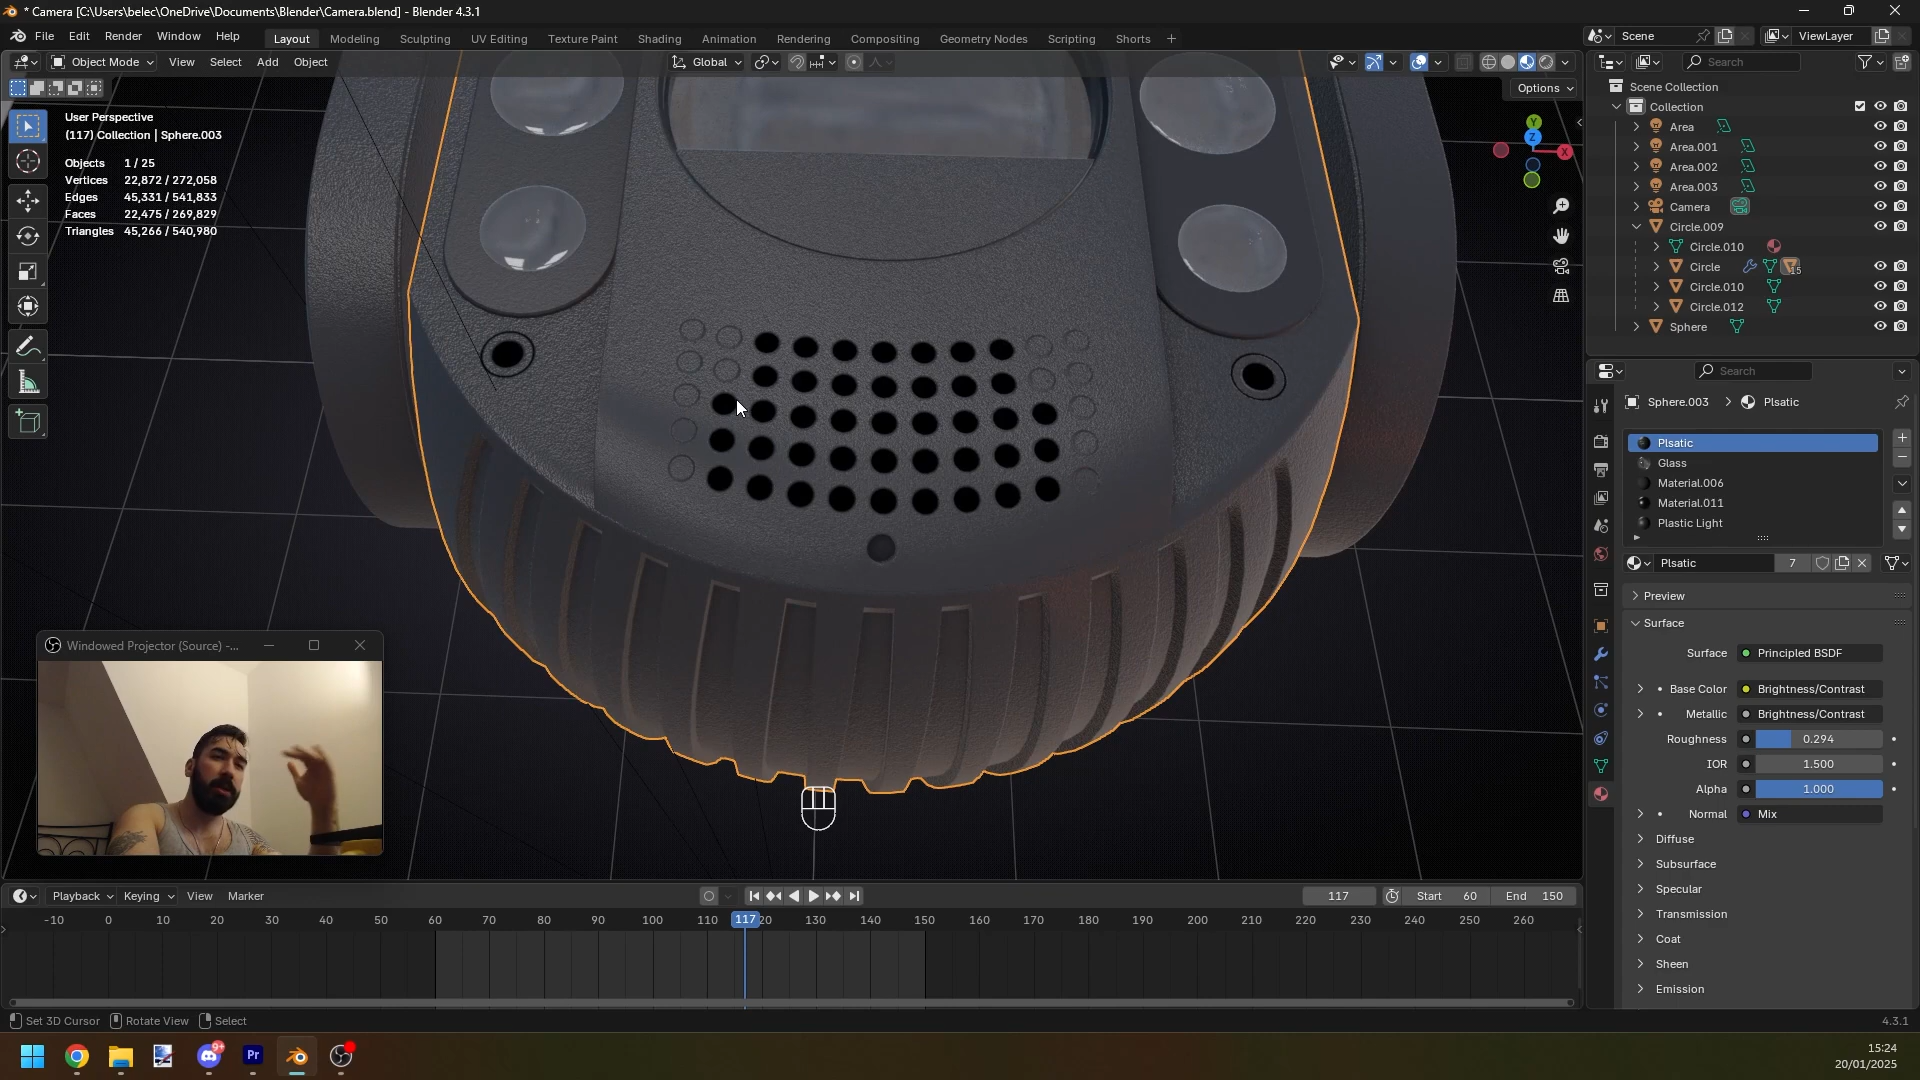 * Camera [C:\Users\belec\OneDrive\Documents\Blender\Camera.blend] - Blender 4.3.1
File Edit Render Window Help Layout Modeling Sculpting UV Editing Texture Paint Shading Animation Rendering Compositing Geometry Nodes Scripting Shorts + Scene ViewLayer
Object Mode View Select Add Object Global Search
Options
User Perspective
(117) Collection | Sphere.003
Objects 1 / 25
Vertices 22,872 / 272,058
Edges 45,331 / 541,833
Faces 22,475 / 269,829
Triangles 45,266 / 540,980
Y
Z
X
Scene Collection
Collection
Area
Area.001
Area.002
Area.003
Camera
Circle.009
Circle.010
Circle 15
Circle.010
Circle.012
Sphere
Search
Sphere.003 > Plsatic
Plsatic
Glass
Material.006
Material.011
Plastic Light
Plsatic 7
Preview
Surface
Surface Principled BSDF
Base Color Brightness/Contrast
Metallic Brightness/Contrast
Roughness 0.294
IOR 1.500
Alpha 1.000
Normal Mix
Diffuse
Subsurface
Specular
Transmission
Coat
Sheen
Emission
Windowed Projector (Source) -...
Playback Keying View Marker 117 Start 60 End 150
-10 0 10 20 30 40 50 60 70 80 90 100 110 117 20 130 140 150 160 170 180 190 200 210 220 230 240 250 260
Set 3D Cursor Rotate View Select 4.3.1
9+ Pr
15:24
20/01/2025